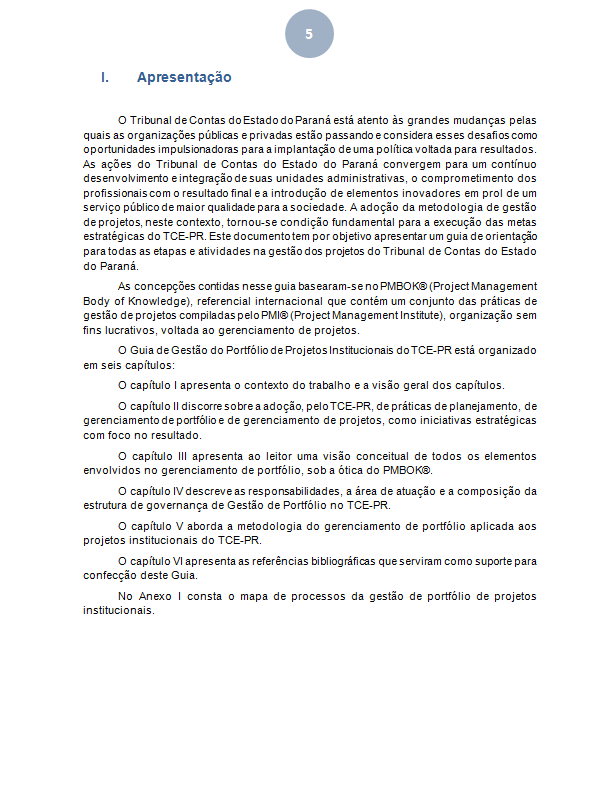 5
I. Apresentação
O Tribunal de Contas do Estado do Paraná está atento às grandes mudanças pelas
quais as organizações públicas e privadas estão passando e considera esses desafios como
oportunidades impulsionadoras para a implantação de uma política voltada para resultados.
As ações do Tribunal de Contas do Estado do Paraná convergem para um contínuo
desenvolvimento e integração de suas unidades administrativas, o comprometimento dos
profissionais com o resultado final e a introdução de elementos inovadores em prol de um
serviço público de maior qualidade para a sociedade. A adoção da metodologia de gestão
de projetos, neste contexto, tornou-se condição fundamental para a execução das metas
estratégicas do TCE-PR. Este documento tem por objetivo apresentar um guia de orientação
para todas as etapas e atividades na gestão dos projetos do Tribunal de Contas do Estado
do Paraná.
As concepções contidas nesse guia basearam-se no PMBOK® (Project Management
Body of Knowledge), referencial internacional que contém um conjunto das práticas de
gestão de projetos compiladas pelo PMI® (Project Management Institute), organização sem
fins lucrativos, voltada ao gerenciamento de projetos.
O Guia de Gestão do Portfólio de Projetos Institucionais do TCE-PR está organizado
em seis capítulos:
O capítulo I apresenta o contexto do trabalho e a visão geral dos capítulos.
O capítulo II discorre sobre a adoção, pelo TCE-PR, de práticas de planejamento, de
gerenciamento de portfólio e de gerenciamento de projetos, como iniciativas estratégicas
com foco no resultado.
O capítulo III apresenta ao leitor uma visão conceitual de todos os elementos
envolvidos no gerenciamento de portfólio, sob a ótica do PMBOK®.
O capítulo IV descreve as responsabilidades, a área de atuação e a composição da
estrutura de governança de Gestão de Portfólio no TCE-PR.
O capítulo V aborda a metodologia do gerenciamento de portfólio aplicada aos
projetos institucionais do TCE-PR.
O capítulo VI apresenta as referências bibliográficas que serviram como suporte para
confecção deste Guia.
No Anexo I consta o mapa de processos da gestão de portfólio de projetos
institucionais.